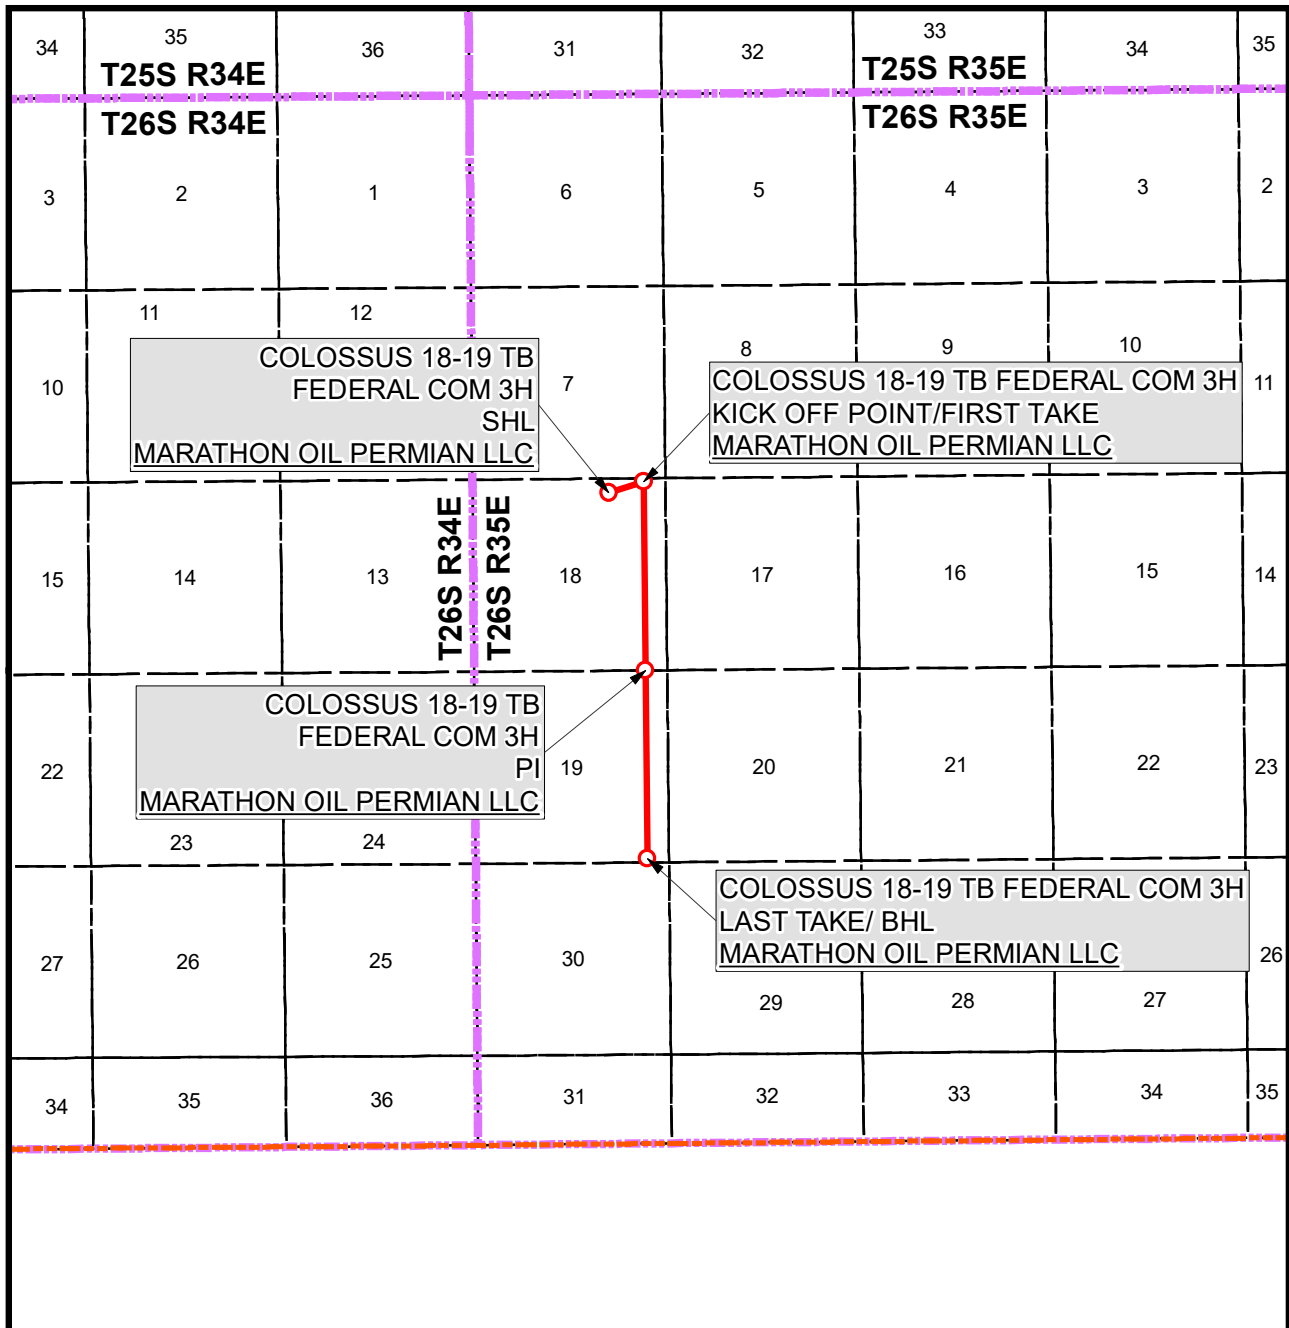 34
35
36
31
32
33
34
35
T25S R34E
T25S R35E
T26S R34E
T26S R35E
3
2
1
6
5
4
3
2
11
12
8
9
10
COLOSSUS 18-19 TB
FEDERAL COM 3H
SHL
MARATHON OIL PERMIAN LLC
10
7
11
COLOSSUS 18-19 TB FEDERAL COM 3H
KICK OFF POINT/FIRST TAKE
MARATHON OIL PERMIAN LLC
T26S R34E
T26S R35E
15
14
13
18
17
16
15
14
COLOSSUS 18-19 TB
FEDERAL COM 3H
PI
MARATHON OIL PERMIAN LLC
22
19
20
21
22
23
23
24
COLOSSUS 18-19 TB FEDERAL COM 3H
LAST TAKE/ BHL
MARATHON OIL PERMIAN LLC
27
26
25
30
26
29
28
27
34
35
36
31
32
33
34
35